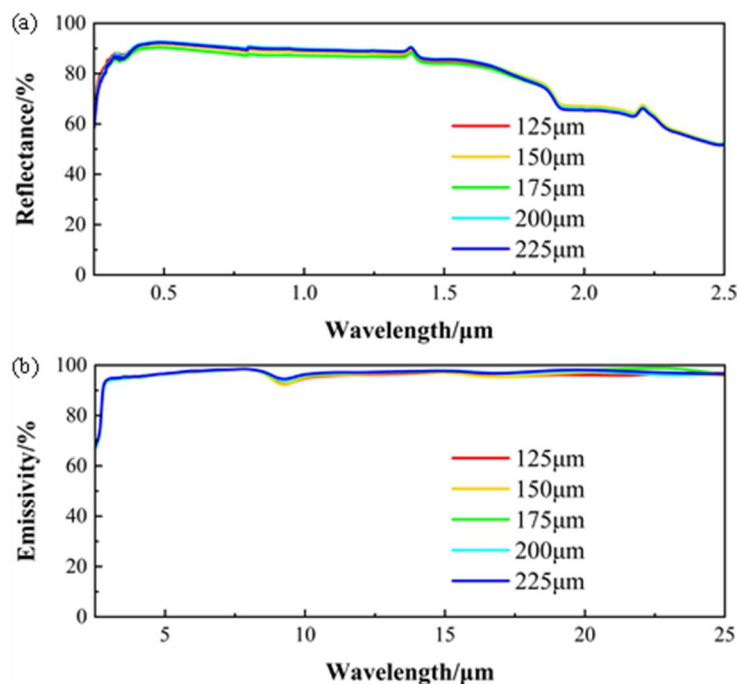 (a)
Reflectance/%
100
80
60
40
20
0
125μm
150μm
175μm
200μm
225μm
0.5 1.0 1.5 2.0 2.5
Wavelength/μm
(b)
Emissivity/%
100
80
60
40
20
0
125μm
150μm
175μm
200μm
225μm
5 10 15 20 25
Wavelength/μm